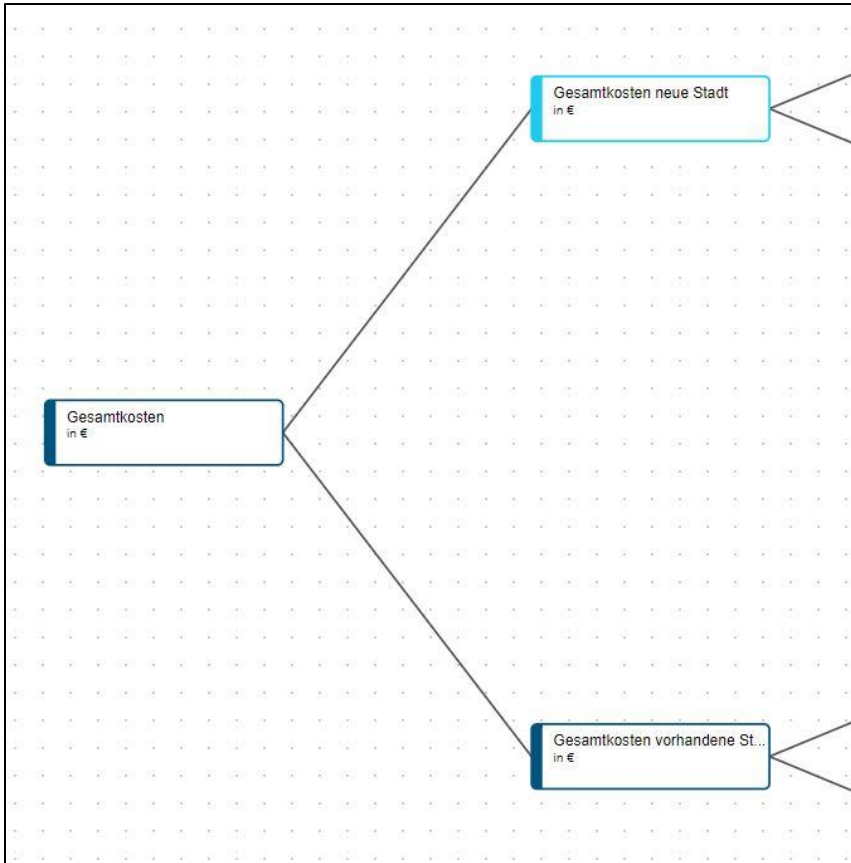 Gesamtkosten neue Stadt
in €
Gesamtkosten
in €
Gesamtkosten vorhandene St...
in €